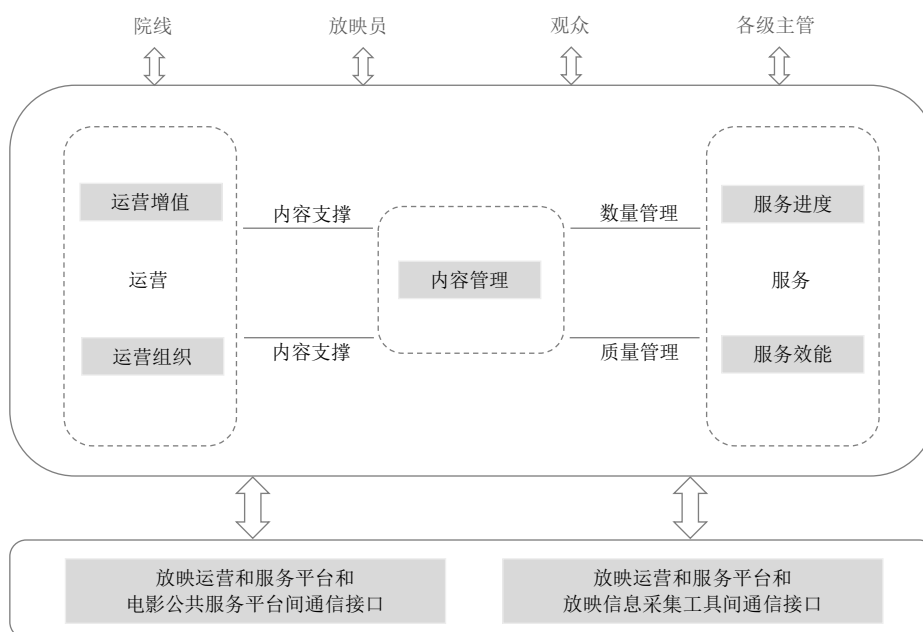 院线
放映员
观众
各级主管
运营增值
内容支撑
数量管理
服务进度
运营
内容管理
服务
运营组织
内容支撑
质量管理
服务效能
放映运营和服务平台和
电影公共服务平台间通信接口
放映运营和服务平台和
放映信息采集工具间通信接口